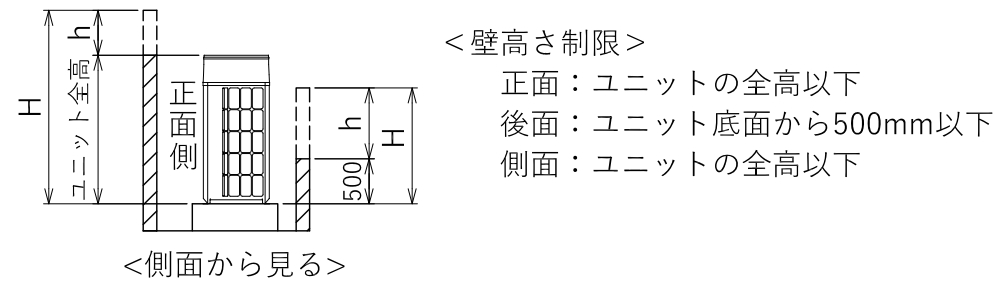 H
h
ユニット全高
正面側
h
H
500
<側面から見る>
<壁高さ制限>
正面：ユニットの全高以下
後面：ユニット底面から500mm以下
側面：ユニットの全高以下